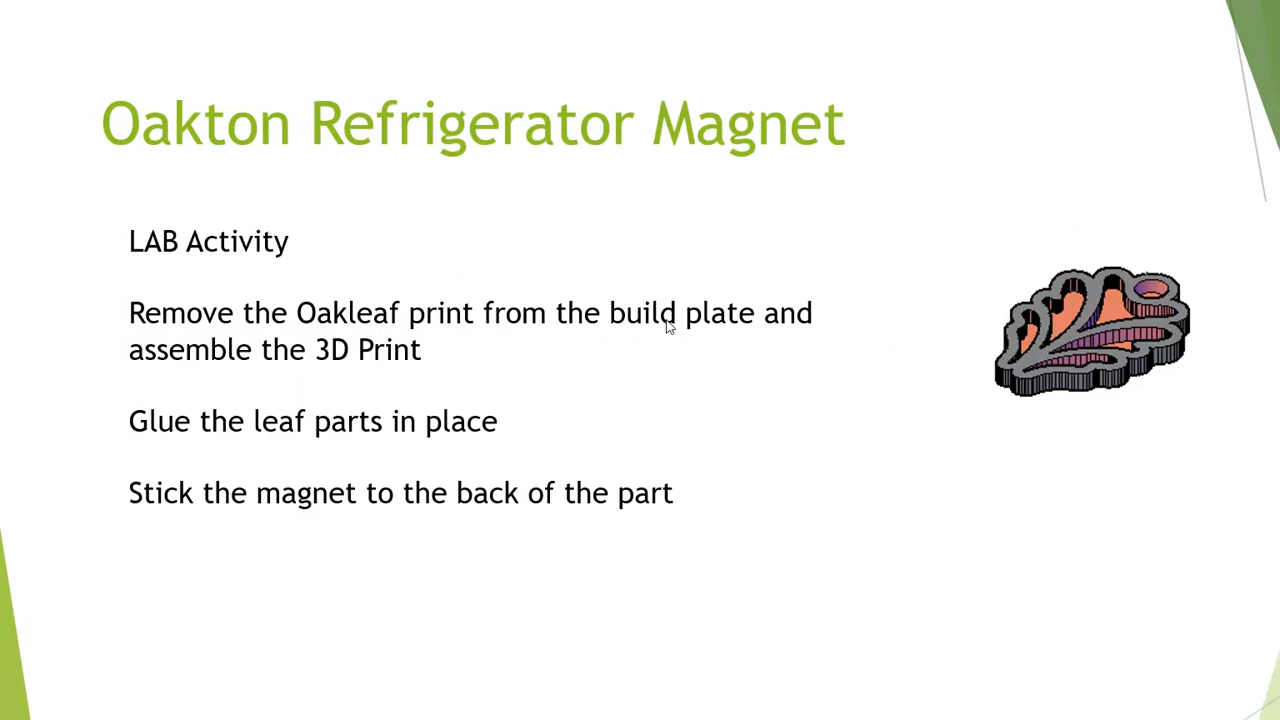 Oakton Refrigerator Magnet
LAB Activity
Remove the Oakleaf print from the build plate and
assemble the 3D Print
Glue the leaf parts in place
Stick the magnet to the back of the part